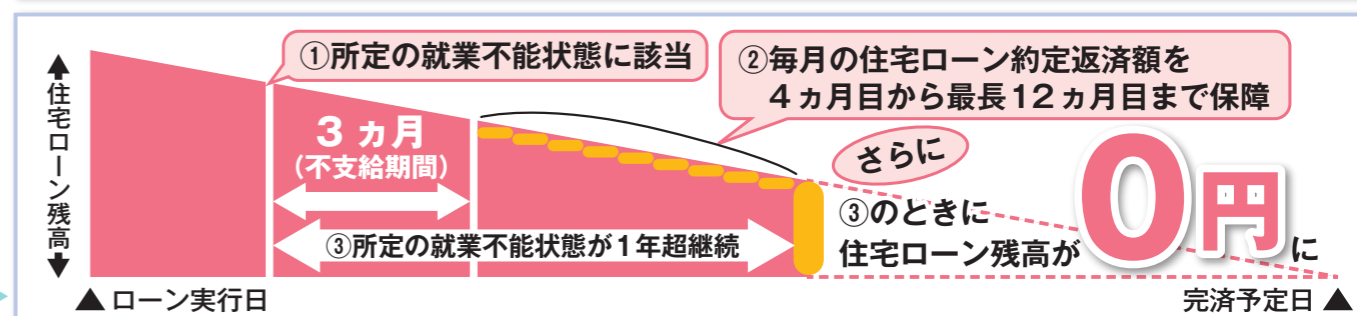 ①所定の就業不能状態に該当
②毎月の住宅ローン約定返済額を
4ヵ月目から最長12ヵ月目まで保障
住宅ローン残高
3ヵ月
(不支給期間)
③所定の就業不能状態が1年超継続
さらに
③のときに
住宅ローン残高が0円に
▲ローン実行日
完済予定日▲